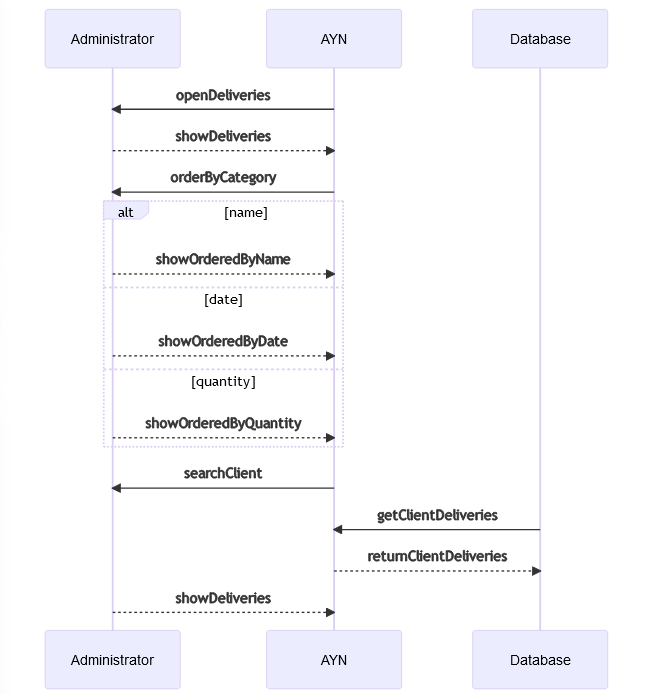 Administrator
AYN
Database
openDeliveries
showDeliveries
orderByCategory
alt
[name]
showOrderedByName
[date]
showOrderedByDate
[quantity]
showOrderedByQuantity
searchClient
getClientDeliveries
returnClientDeliveries
showDeliveries
Administrator
AYN
Database